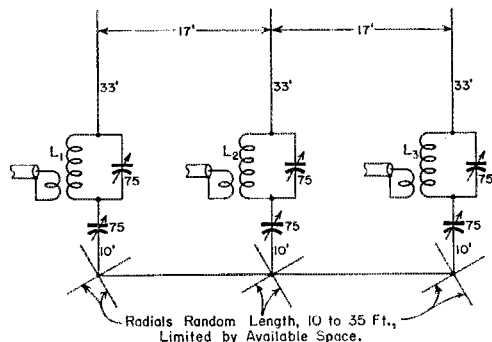 17' 17'
33' 33' 33'
L1 75 L2 75 L3 75
75 75 75
10' 10' 10'
Radials Random Length, 10 to 35 Ft.,
Limited by Available Space.